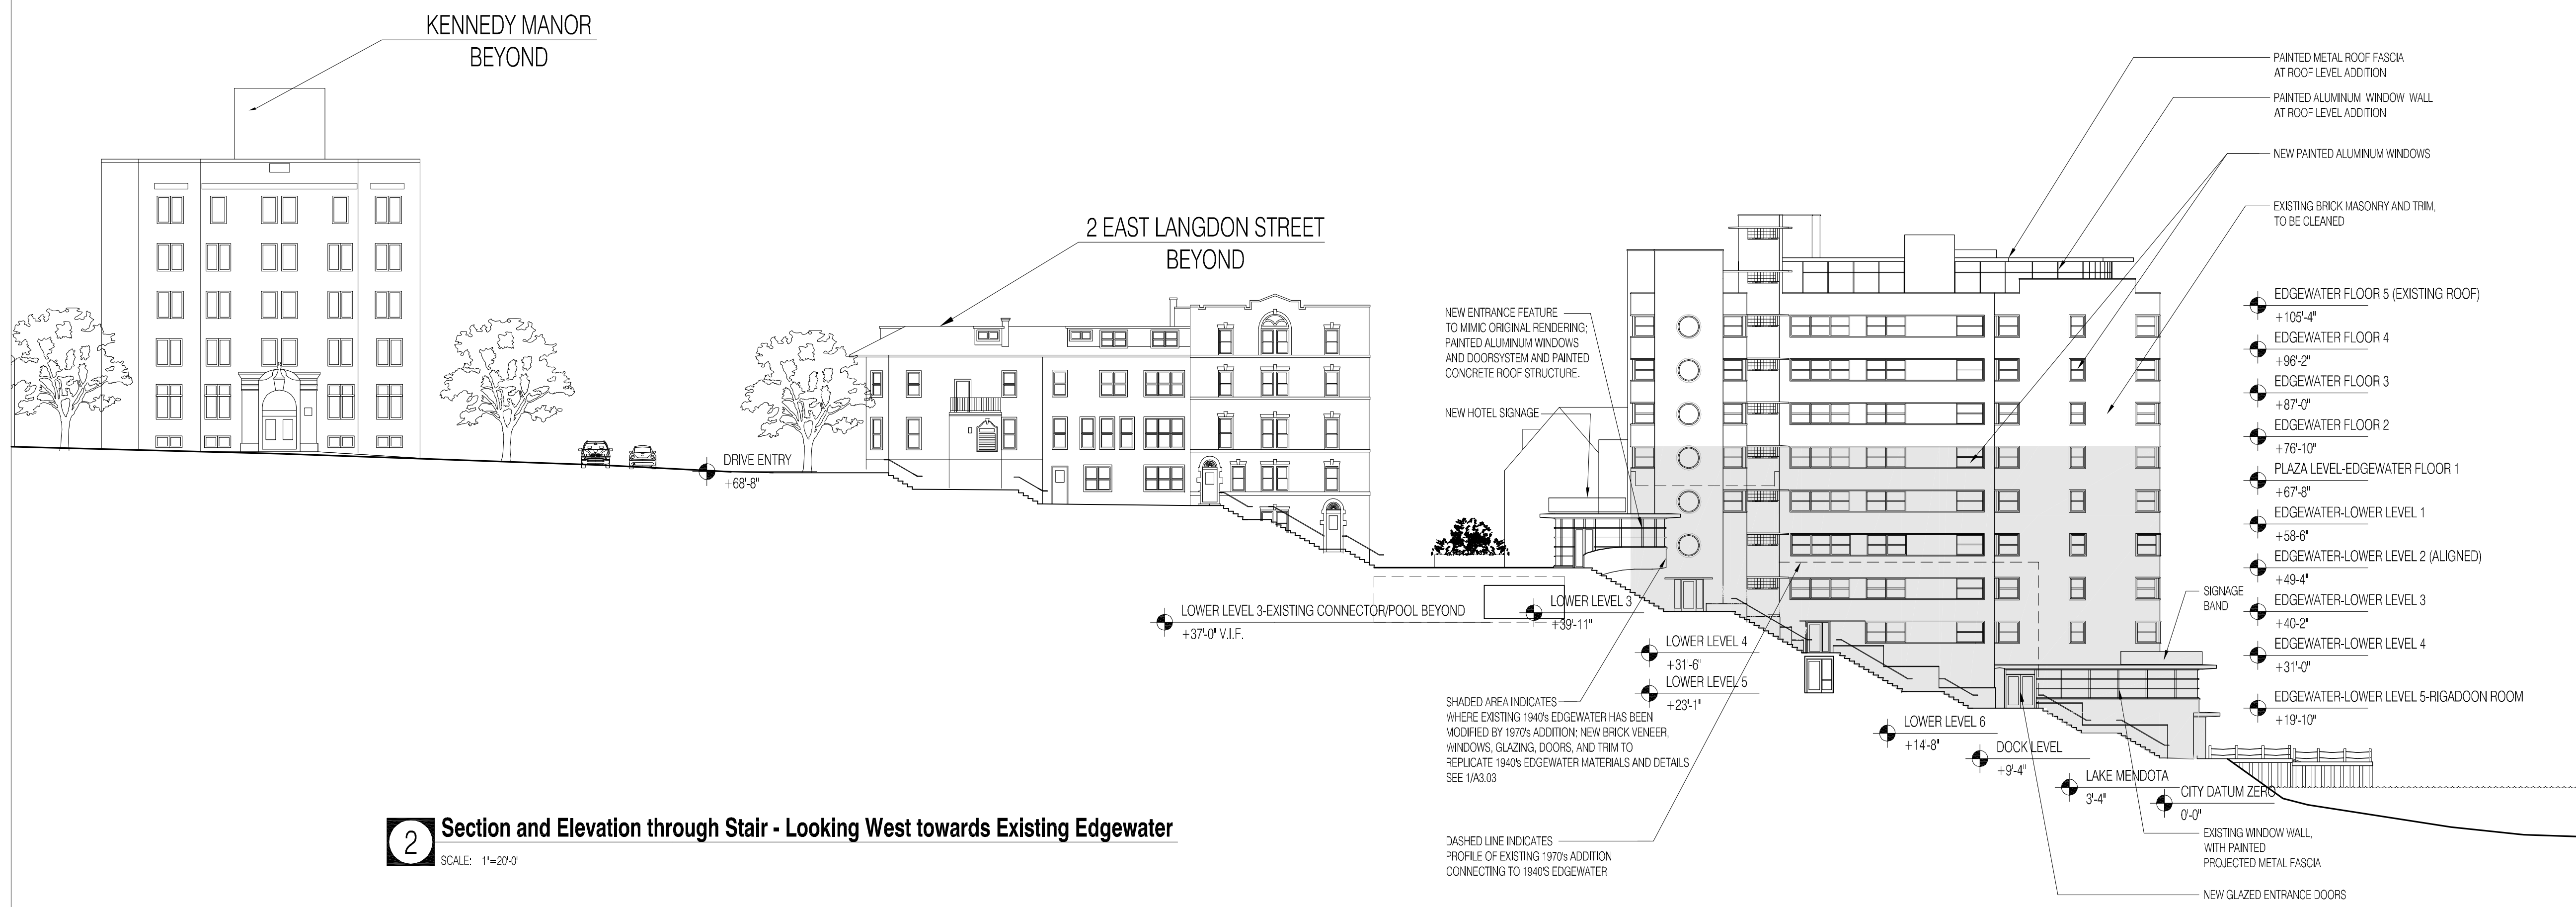 KENNEDY MANOR
BEYOND
2 EAST LANGDON STREET
BEYOND
PAINTED METAL ROOF FASCIA
AT ROOF LEVEL ADDITION
PAINTED ALUMINUM WINDOW WALL
AT ROOF LEVEL ADDITION
NEW PAINTED ALUMINUM WINDOWS
EXISTING BRICK MASONRY AND TRIM,
TO BE CLEANED
NEW ENTRANCE FEATURE
TO MIMIC ORIGINAL RENDERING;
PAINTED ALUMINUM WINDOWS
AND DOORSYSTEM AND PAINTED
CONCRETE ROOF STRUCTURE.
NEW HOTEL SIGNAGE
EDGEWATER FLOOR 5 (EXISTING ROOF)
+105'-4"
EDGEWATER FLOOR 4
+96'-2"
EDGEWATER FLOOR 3
+87'-0"
EDGEWATER FLOOR 2
+76'-10"
PLAZA LEVEL-EDGEWATER FLOOR 1
+67'-8"
EDGEWATER-LOWER LEVEL 1
+58'-6"
EDGEWATER-LOWER LEVEL 2 (ALIGNED)
+49'-4"
EDGEWATER-LOWER LEVEL 3
+40'-2"
EDGEWATER-LOWER LEVEL 4
+31'-0"
EDGEWATER-LOWER LEVEL 5-RIGADOON ROOM
+19'-10"
SIGNAGE
BAND
DRIVE ENTRY
+68'-8"
LOWER LEVEL 3-EXISTING CONNECTOR/POOL BEYOND
+37'-0" V.I.F.
LOWER LEVEL 3
+39'-11"
LOWER LEVEL 4
+31'-6"
LOWER LEVEL 5
+23'-1"
SHADED AREA INDICATES
WHERE EXISTING 1940's EDGEWATER HAS BEEN
MODIFIED BY 1970's ADDITION; NEW BRICK VENEER,
WINDOWS, GLAZING, DOORS, AND TRIM TO
REPLICATE 1940's EDGEWATER MATERIALS AND DETAILS
SEE 1/A3.03
LOWER LEVEL 6
+14'-8"
DOCK LEVEL
+9'-4"
LAKE MENDOTA
3'-4"
CITY DATUM ZERO
0'-0"
DASHED LINE INDICATES
PROFILE OF EXISTING 1970's ADDITION
CONNECTING TO 1940'S EDGEWATER
EXISTING WINDOW WALL,
WITH PAINTED
PROJECTED METAL FASCIA
NEW GLAZED ENTRANCE DOORS
2
Section and Elevation through Stair - Looking West towards Existing Edgewater
SCALE: 1"=20'-0"